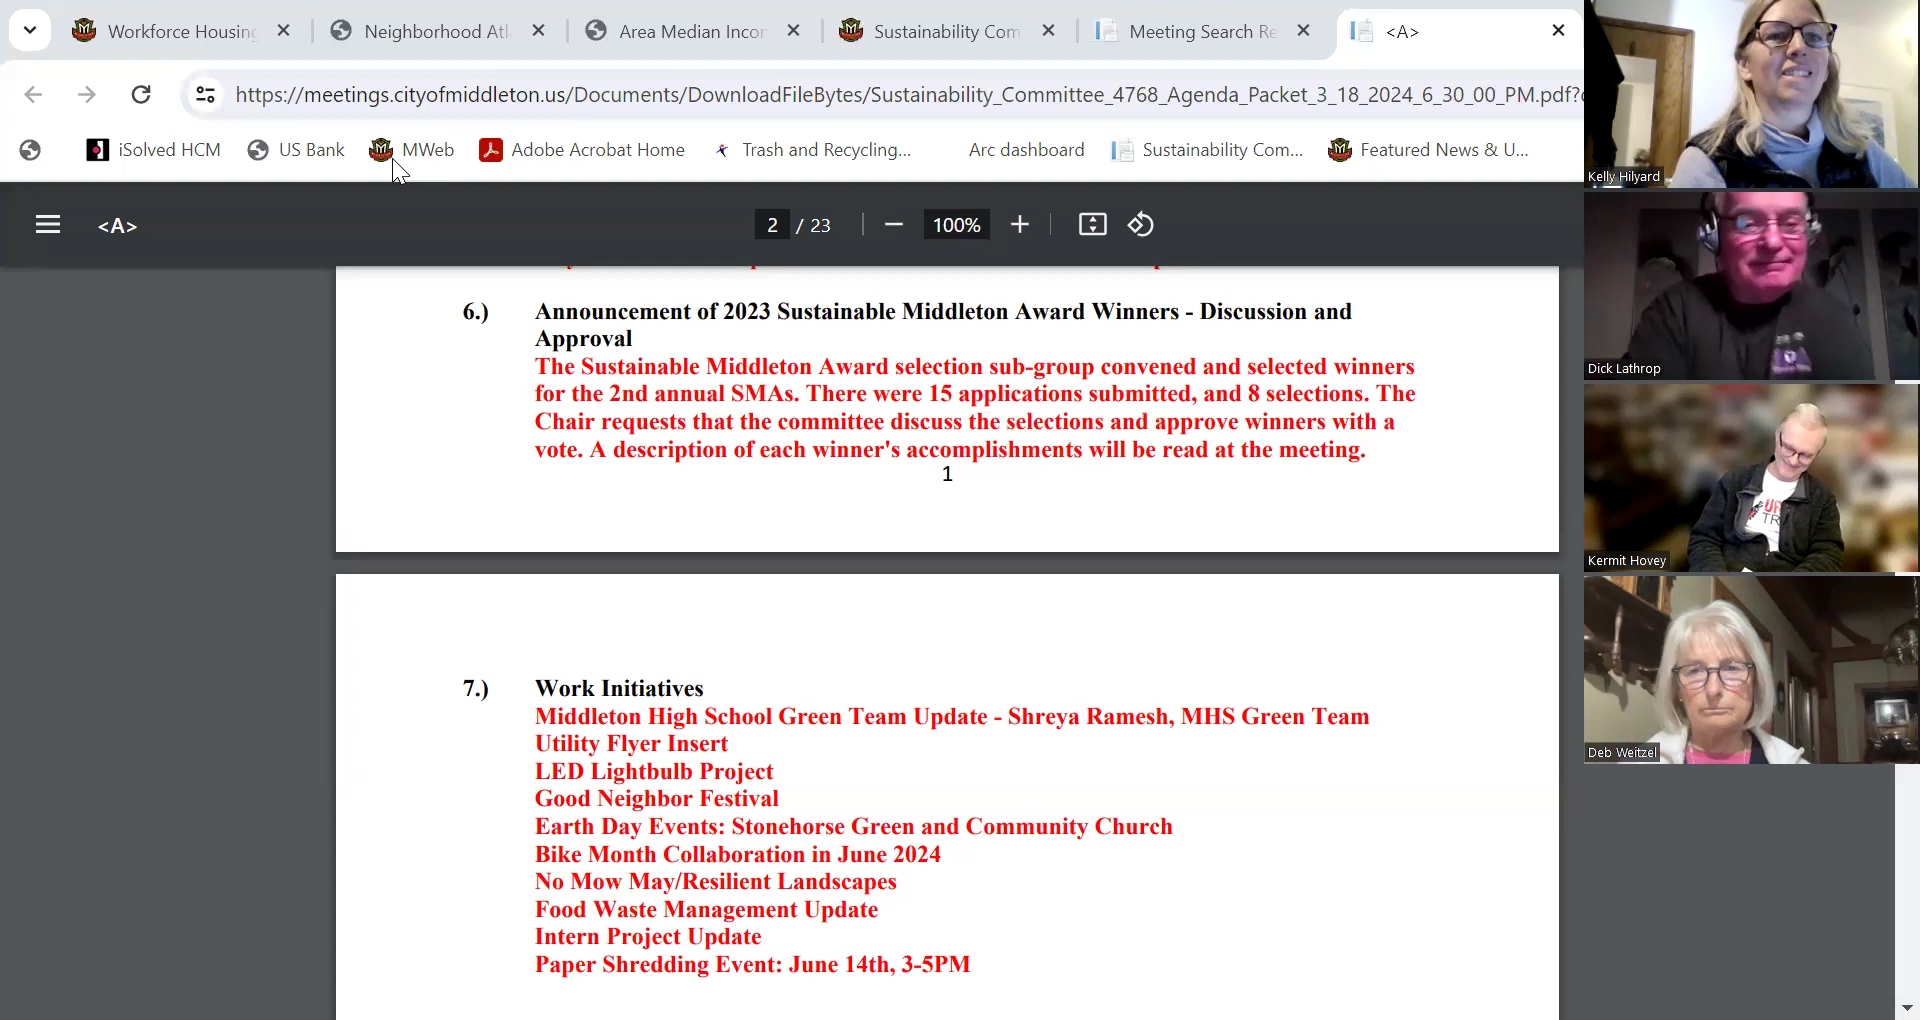 Workforce Housing
Neighborhood Atl
Area Median Incor
Sustainability Com
Meeting Search Re
<A>
https://meetings.cityofmiddleton.us/Documents/DownloadFileBytes/Sustainability_Committee_4768_Agenda_Packet_3_18_2024_6_30_00_PM.pdf?
iSolved HCM
US Bank
MWeb
Adobe Acrobat Home
Trash and Recycling...
Arc dashboard
Sustainability Com...
Featured News & U...
<A>
2 / 23
100%
6.) Announcement of 2023 Sustainable Middleton Award Winners - Discussion and
Approval
The Sustainable Middleton Award selection sub-group convened and selected winners
for the 2nd annual SMAs. There were 15 applications submitted, and 8 selections. The
Chair requests that the committee discuss the selections and approve winners with a
vote. A description of each winner's accomplishments will be read at the meeting.
1
7.) Work Initiatives
Middleton High School Green Team Update - Shreya Ramesh, MHS Green Team
Utility Flyer Insert
LED Lightbulb Project
Good Neighbor Festival
Earth Day Events: Stonehorse Green and Community Church
Bike Month Collaboration in June 2024
No Mow May/Resilient Landscapes
Food Waste Management Update
Intern Project Update
Paper Shredding Event: June 14th, 3-5PM
Kelly Hilyard
Dick Lathrop
Kermit Hovey
Deb Weitzel